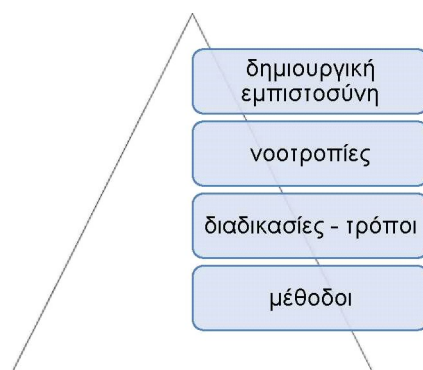 δημιουργική
εμπιστοσύνη
νοοτροπίες
διαδικασίες - τρόποι
μέθοδοι